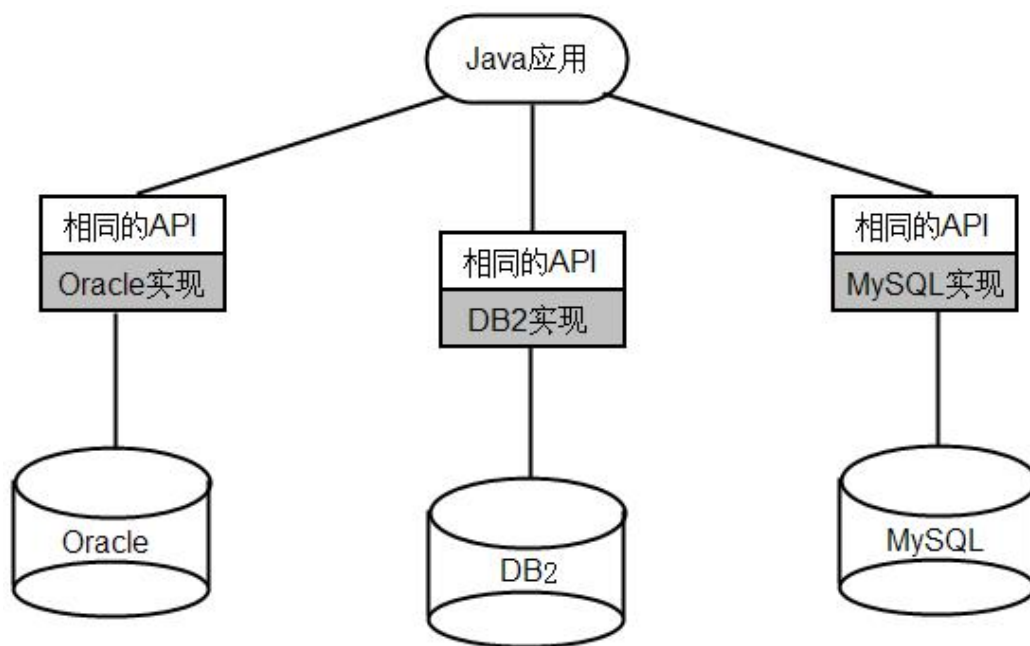 Java应用
相同的API
Oracle实现
相同的API
DB2实现
相同的API
MySQL实现
Oracle
DB2
MySQL